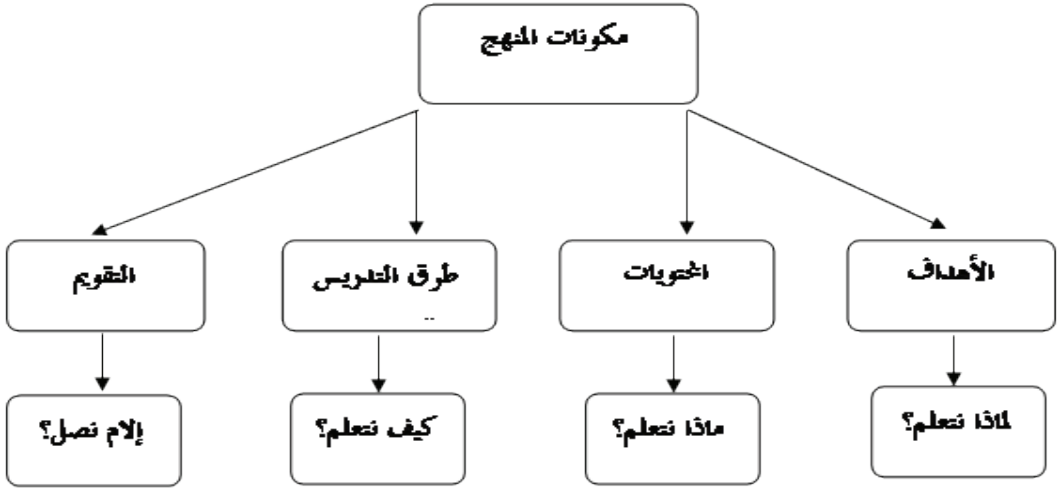 مكونات المنهج
الأهداف
المحتويات
طرق التدريس
..
التقويم
لماذا نتعلم؟
ماذا نتعلم؟
كيف نتعلم؟
إلام نصل؟